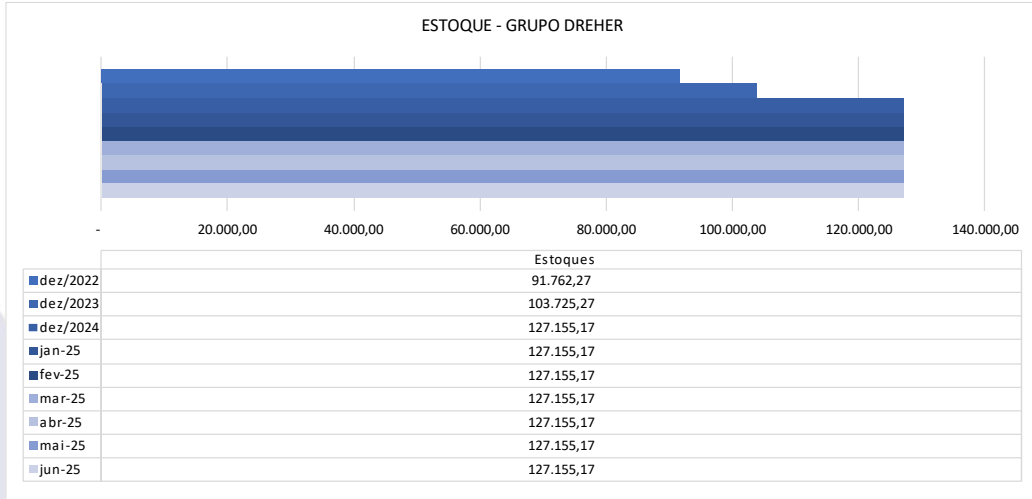 ESTOQUE - GRUPO DREHER
- 20.000,00 40.000,00 60.000,00 80.000,00 100.000,00 120.000,00 140.000,00
Estoques
dez/2022 91.762,27
dez/2023 103.725,27
dez/2024 127.155,17
jan-25 127.155,17
fev-25 127.155,17
mar-25 127.155,17
abr-25 127.155,17
mai-25 127.155,17
jun-25 127.155,17